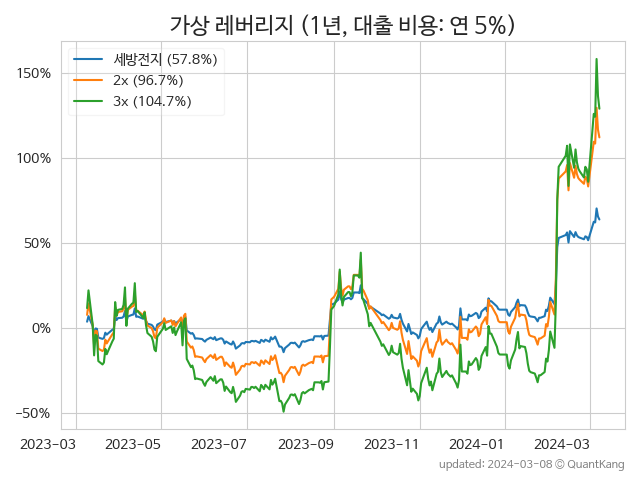 가상 레버리지 (1년, 대출 비용: 연 5%)
세방전지 (57.8%)
2x (96.7%)
3x (104.7%)
150%
100%
50%
0%
−50%
2023-03 2023-05 2023-07 2023-09 2023-11 2024-01 2024-03
updated: 2024-03-08 © QuantKang